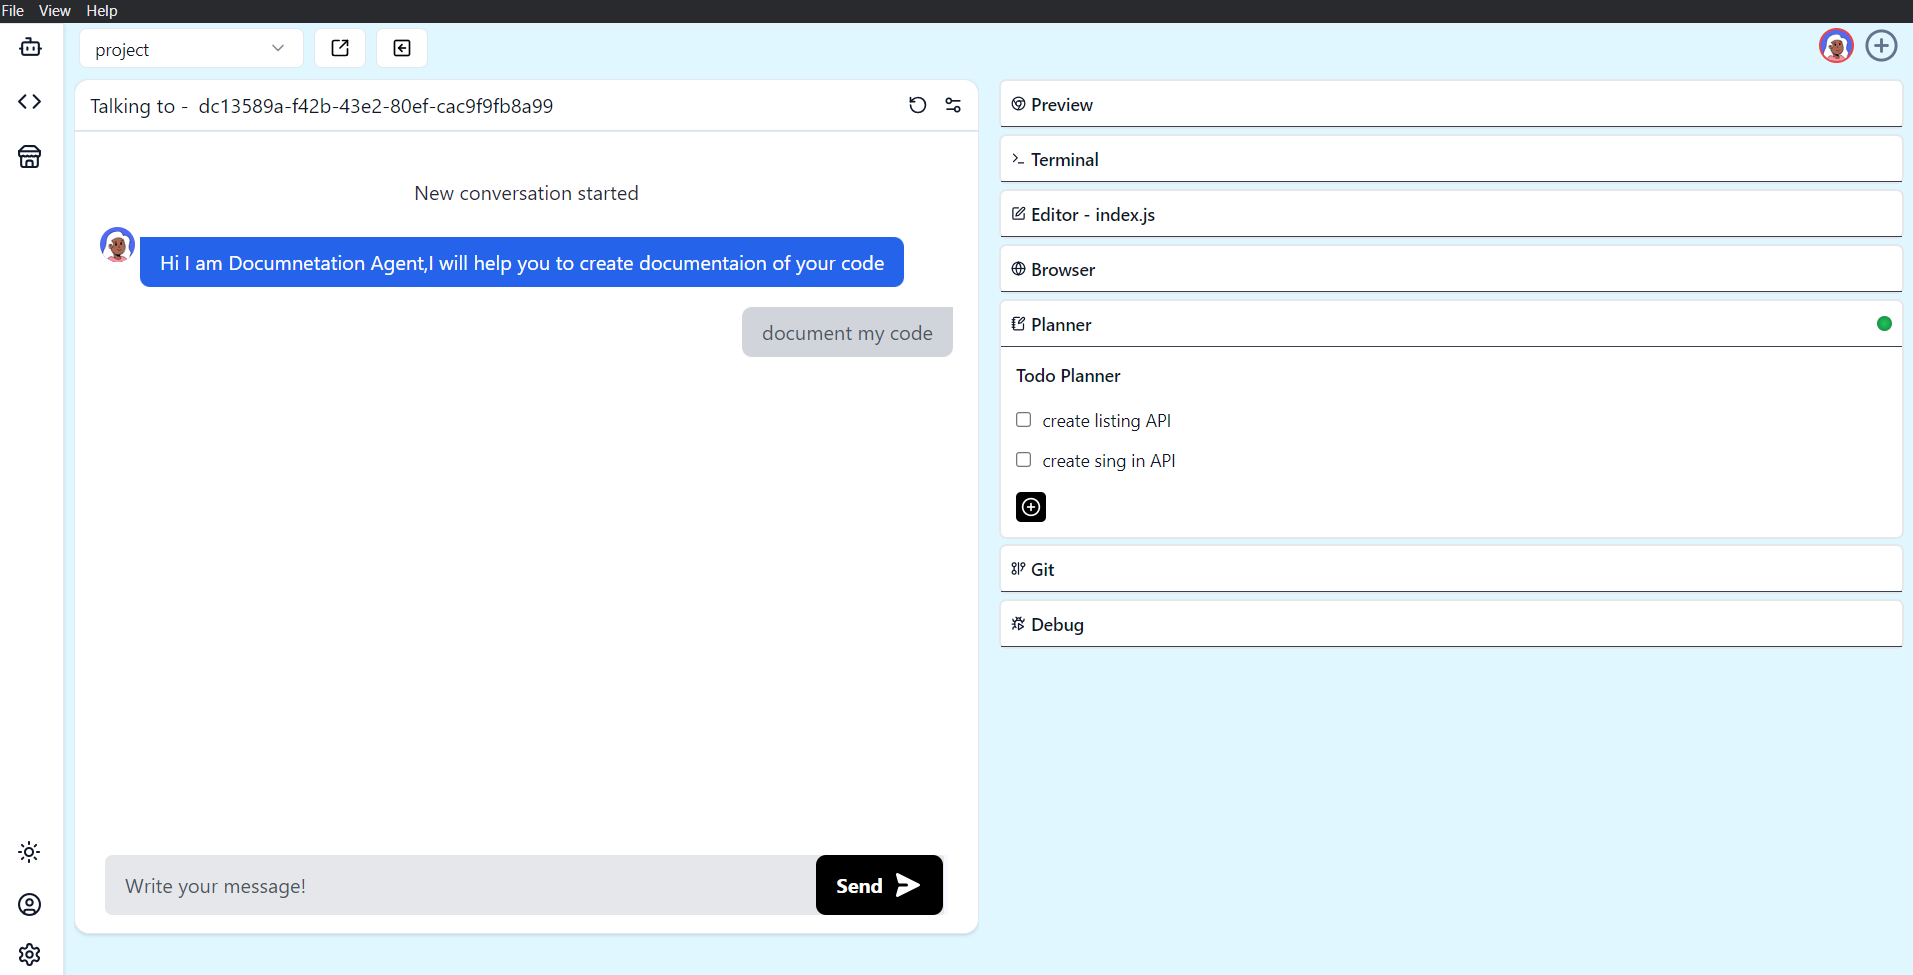 File View Help
project
Talking to - dc13589a-f42b-43e2-80ef-cac9f9fb8a99
New conversation started
Hi I am Documnetation Agent,I will help you to create documentaion of your code
document my code
Write your message!
Send
Preview
Terminal
Editor - index.js
Browser
Planner
Todo Planner
create listing API
create sing in API
Git
Debug